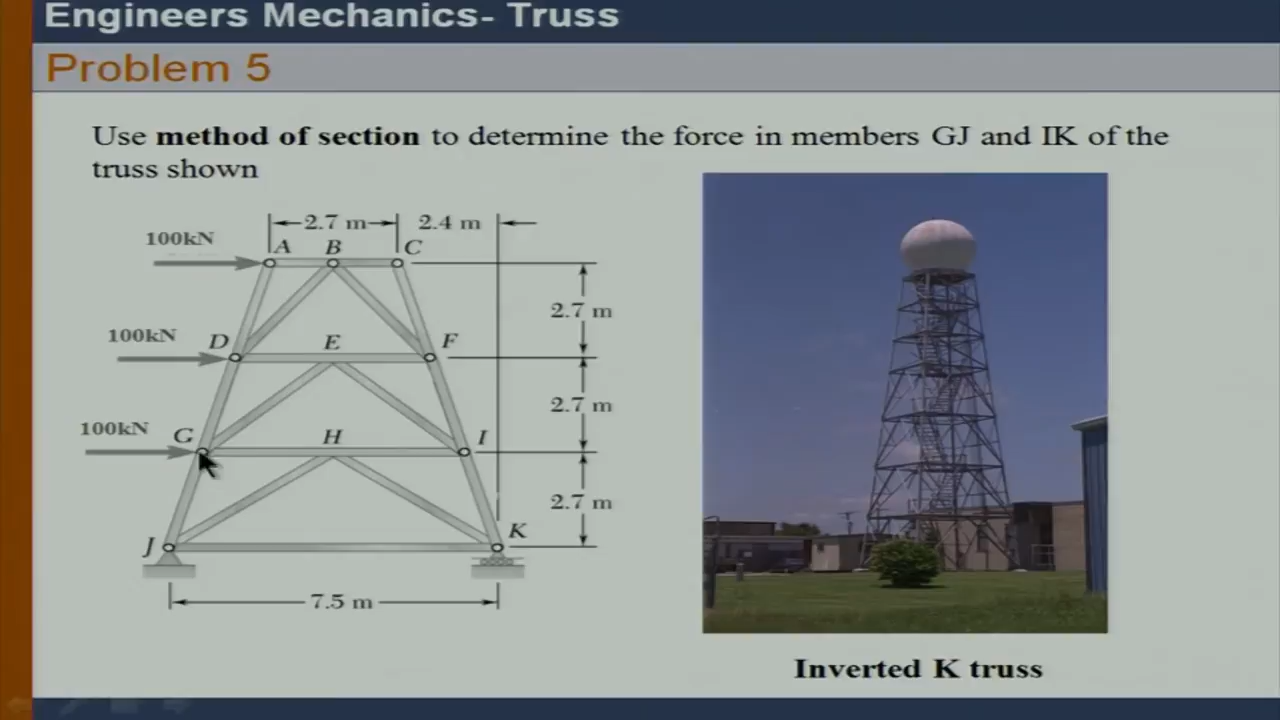 Engineers Mechanics- Truss
Problem 5
Use method of section to determine the force in members GJ and IK of the
truss shown
2.7 m 2.4 m
100kN A B C
2.7 m
100kN D E F
2.7 m
100kN G H I
2.7 m
J K
7.5 m
Inverted K truss